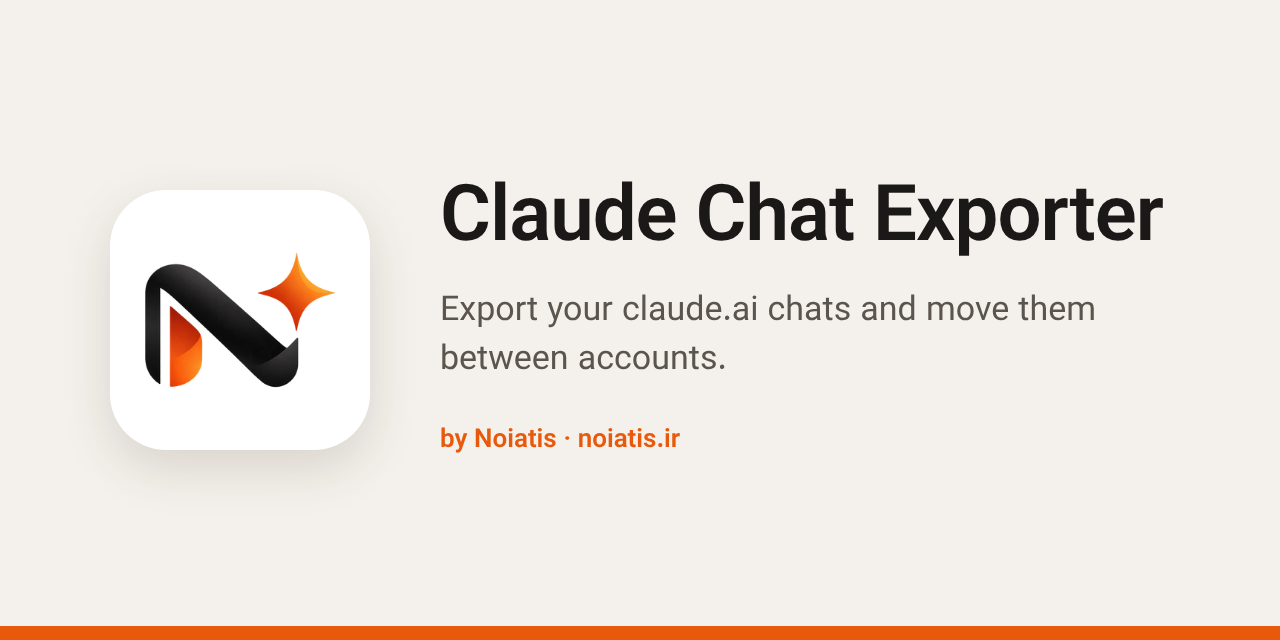 Claude Chat Exporter
Export your claude.ai chats and move them
between accounts.
by Noiatis · noiatis.ir